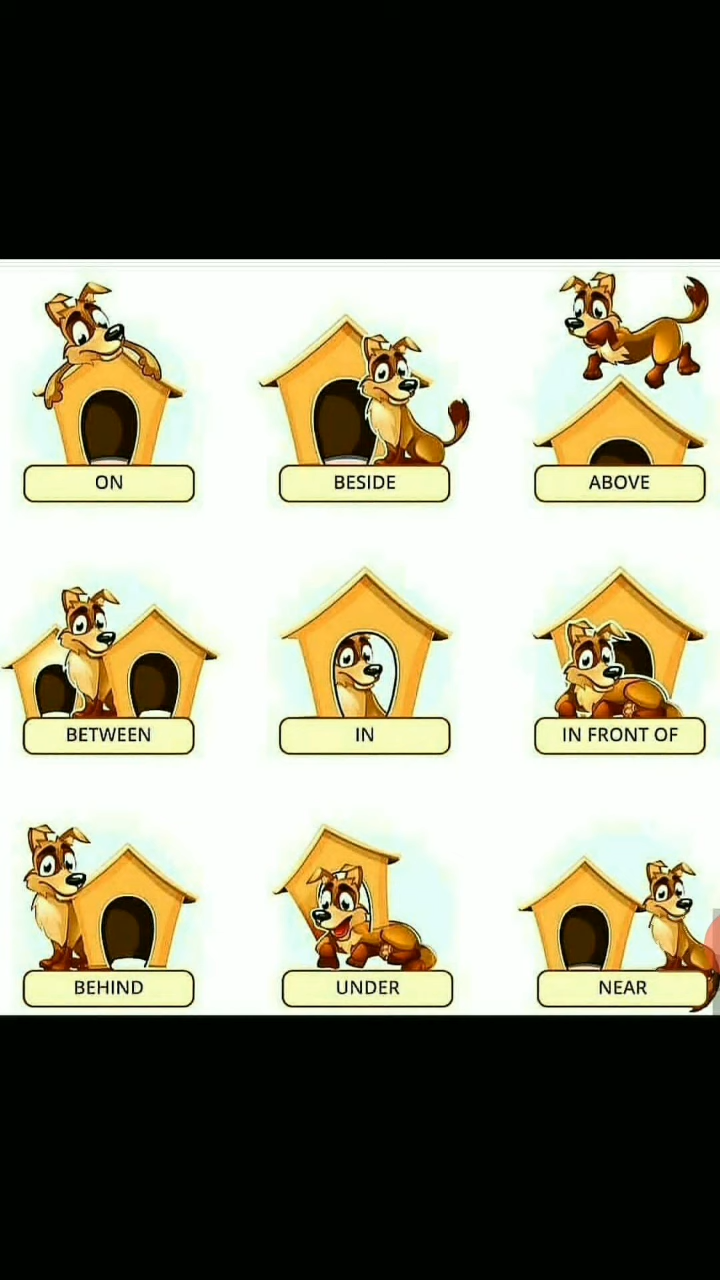 ON
BESIDE
ABOVE
BETWEEN
IN
IN FRONT OF
BEHIND
UNDER
NEAR